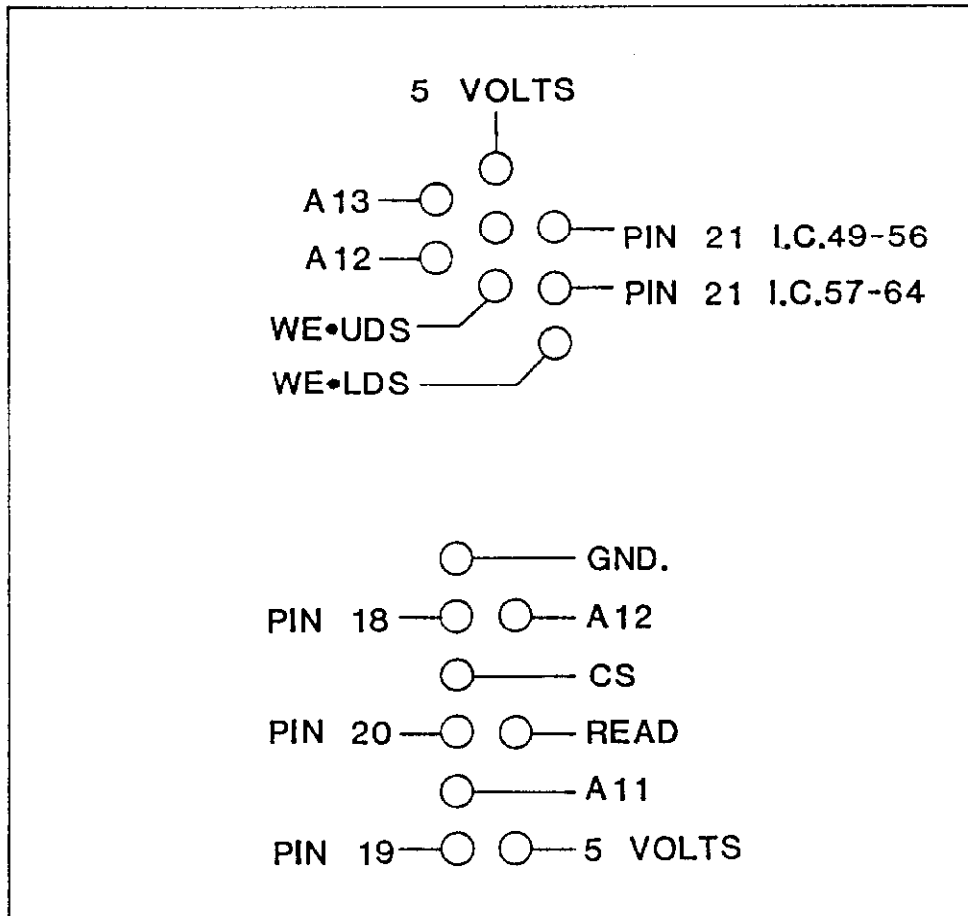 5 VOLTS
A13
PIN 21 I.C.49-56
A12
PIN 21 I.C.57-64
WE•UDS
WE•LDS
GND.
PIN 18
A12
CS
PIN 20
READ
A11
PIN 19
5 VOLTS